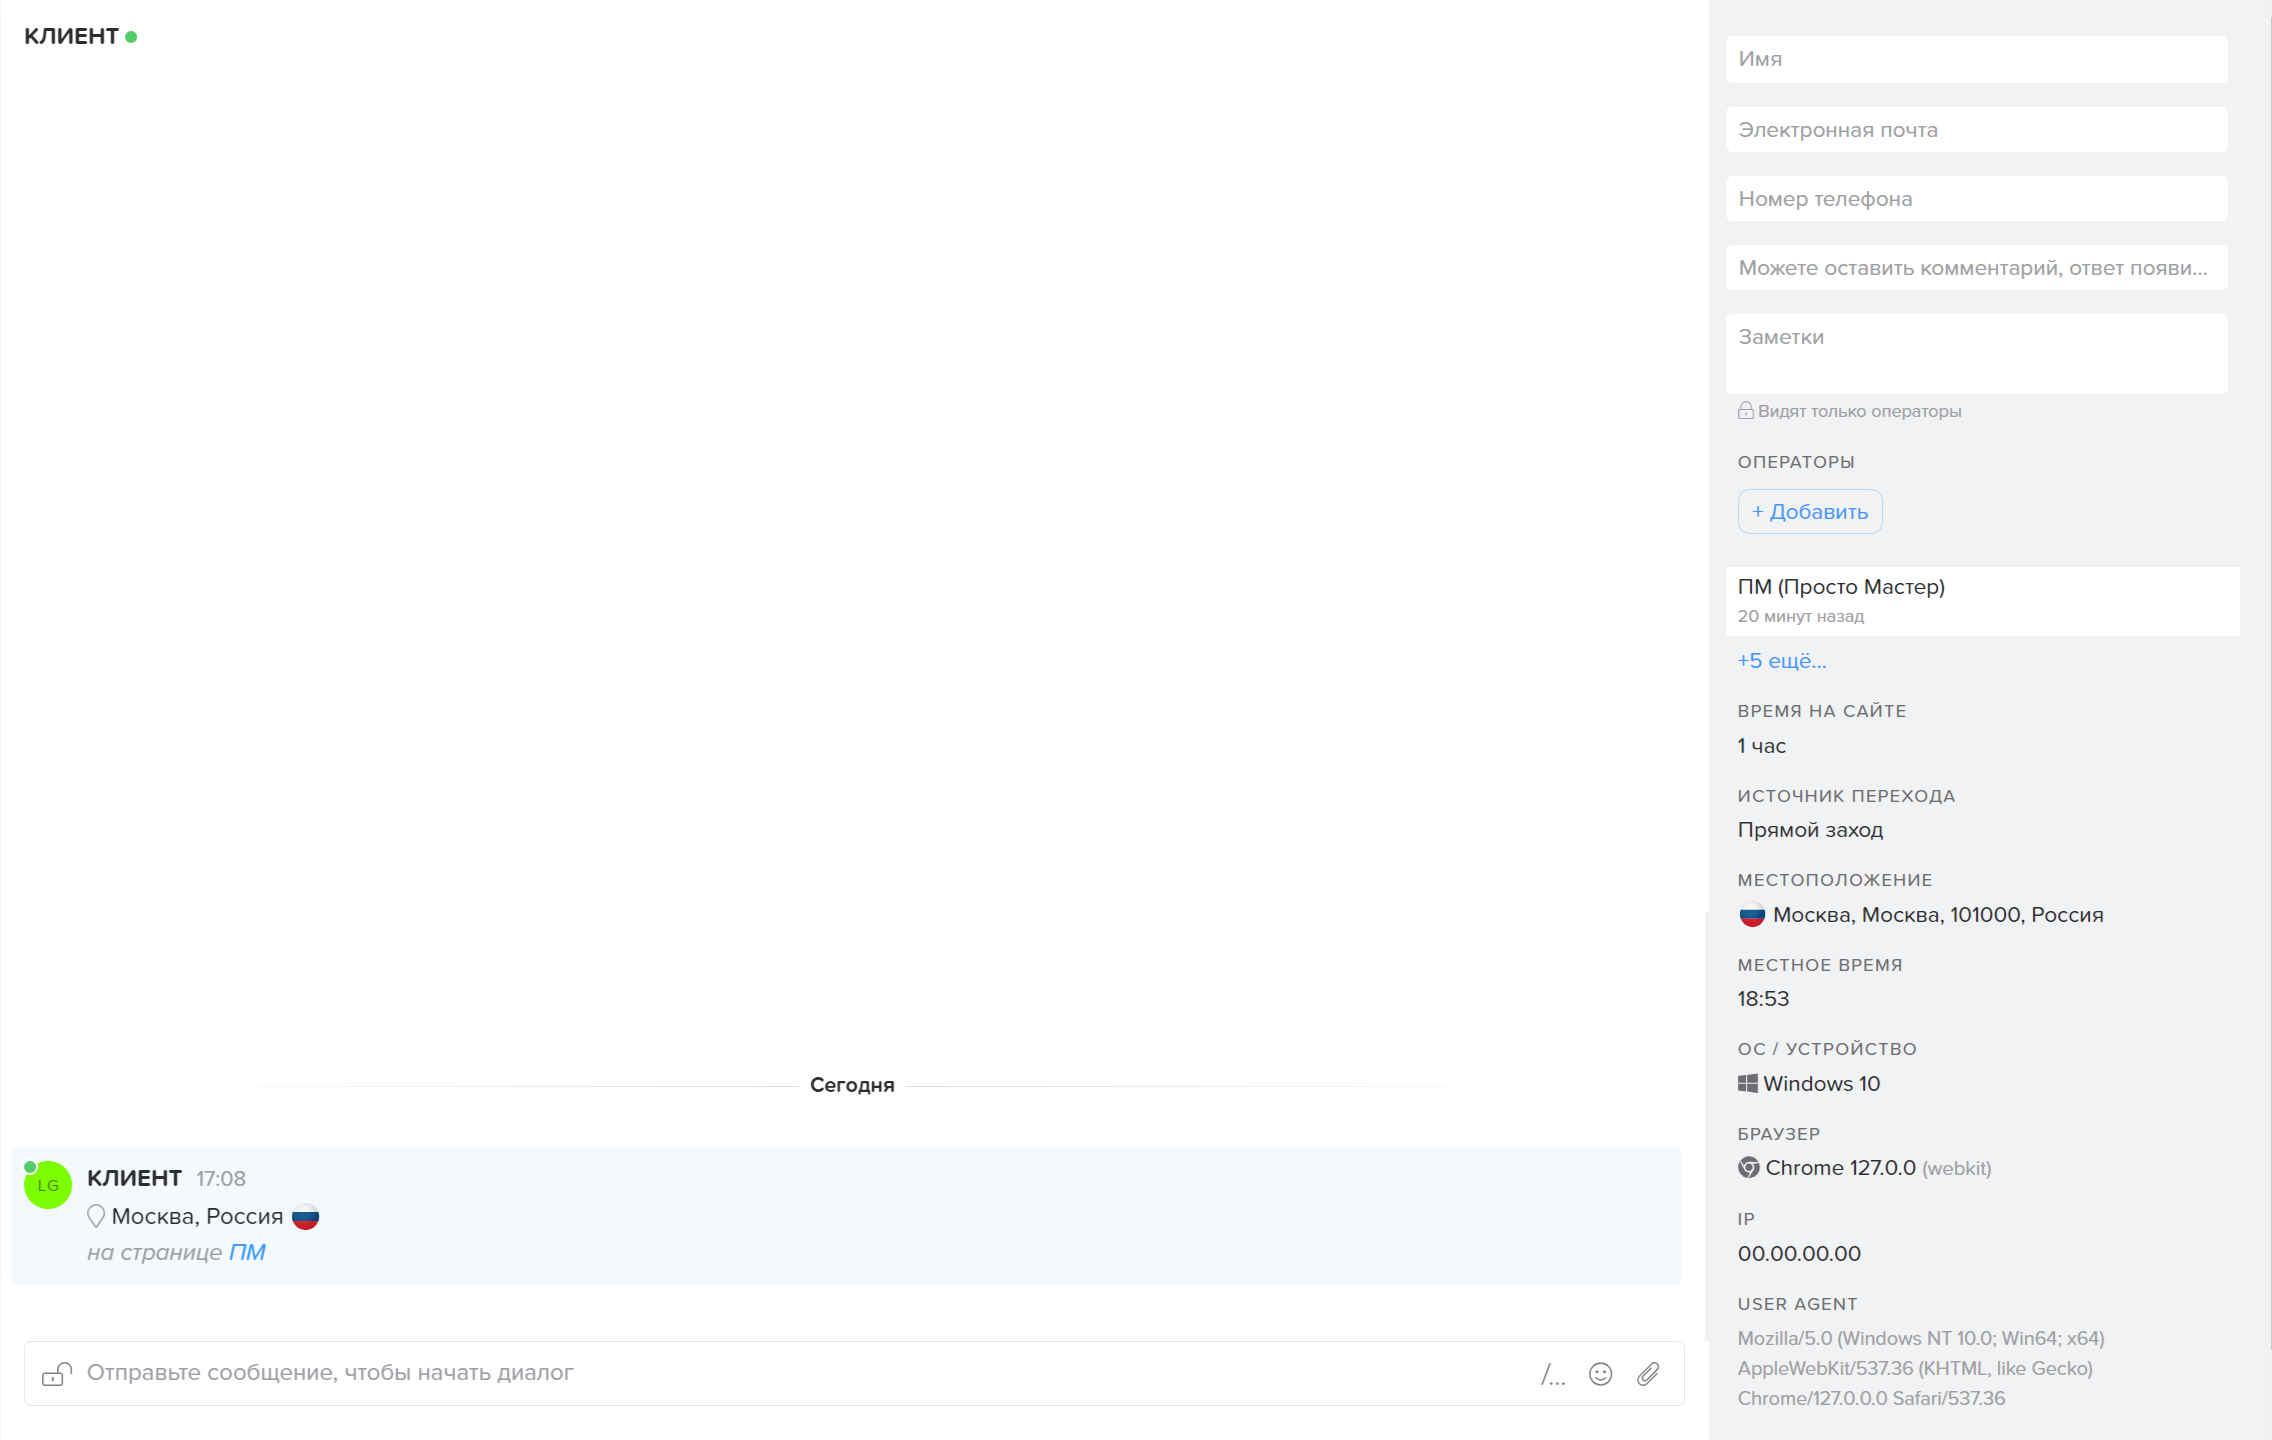 КЛИЕНТ
Сегодня
LG
КЛИЕНТ 17:08
Москва, Россия
на странице ПМ
Отправьте сообщение, чтобы начать диалог
/...
Имя
Электронная почта
Номер телефона
Можете оставить комментарий, ответ появи...
Заметки
Видят только операторы
ОПЕРАТОРЫ
+ Добавить
ПМ (Просто Мастер)
20 минут назад
+5 ещё...
ВРЕМЯ НА САЙТЕ
1 час
ИСТОЧНИК ПЕРЕХОДА
Прямой заход
МЕСТОПОЛОЖЕНИЕ
Москва, Москва, 101000, Россия
МЕСТНОЕ ВРЕМЯ
18:53
ОС / УСТРОЙСТВО
Windows 10
БРАУЗЕР
Chrome 127.0.0 (webkit)
IP
00.00.00.00
USER AGENT
Mozilla/5.0 (Windows NT 10.0; Win64; x64)
AppleWebKit/537.36 (KHTML, like Gecko)
Chrome/127.0.0.0 Safari/537.36